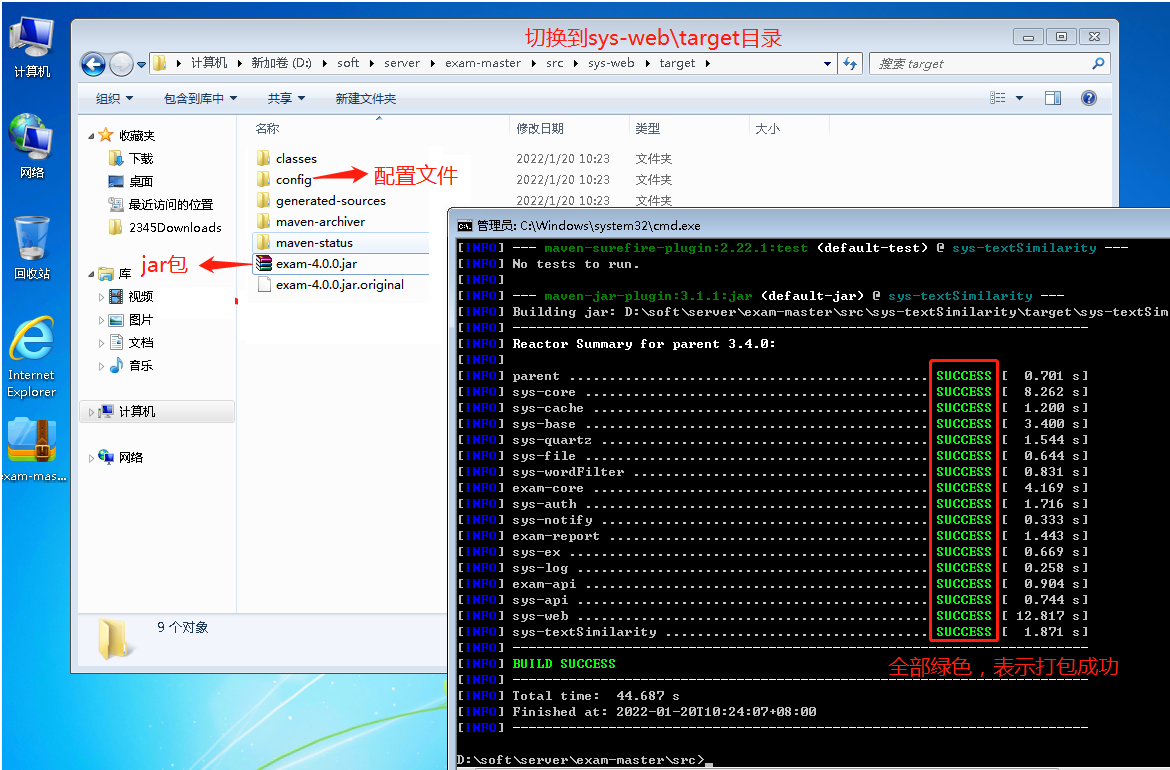 计算机
网络
回收站
Internet
Explorer
exam-mas...
切换到sys-web\target目录
计算机 新加卷 (D:) soft server exam-master src sys-web target
搜索 target
组织 包含到库中 共享 新建文件夹
收藏夹
下载
桌面
最近访问的位置
2345Downloads
库
视频
图片
文档
音乐
计算机
网络
名称 修改日期 类型 大小
classes 2022/1/20 10:23 文件夹
config 2022/1/20 10:23 文件夹
配置文件
generated-sources 2022/1/20 10:23 文件夹
maven-archiver
maven-status
jar包
exam-4.0.0.jar
exam-4.0.0.jar.original
9 个对象
管理员: C:\Windows\system32\cmd.exe
[INFO] --- maven-surefire-plugin:2.22.1:test (default-test) @ sys-textSimilarity ---
[INFO] No tests to run.
[INFO]
[INFO] --- maven-jar-plugin:3.1.1:jar (default-jar) @ sys-textSimilarity ---
[INFO] Building jar: D:\soft\server\exam-master\src\sys-textSimilarity\target\sys-textSim
[INFO] ------------------------------------------------------------------------
[INFO] Reactor Summary for parent 3.4.0:
[INFO]
[INFO] parent ............................................. SUCCESS [  0.701 s]
[INFO] sys-core ........................................... SUCCESS [  8.262 s]
[INFO] sys-cache .......................................... SUCCESS [  1.200 s]
[INFO] sys-base ........................................... SUCCESS [  3.400 s]
[INFO] sys-quartz ......................................... SUCCESS [  1.544 s]
[INFO] sys-file ........................................... SUCCESS [  0.644 s]
[INFO] sys-wordFilter ..................................... SUCCESS [  0.831 s]
[INFO] exam-core .......................................... SUCCESS [  4.169 s]
[INFO] sys-auth ........................................... SUCCESS [  1.716 s]
[INFO] sys-notify ......................................... SUCCESS [  0.333 s]
[INFO] exam-report ........................................ SUCCESS [  1.443 s]
[INFO] sys-ex ............................................. SUCCESS [  0.669 s]
[INFO] sys-log ............................................ SUCCESS [  0.258 s]
[INFO] exam-api ........................................... SUCCESS [  0.904 s]
[INFO] sys-api ............................................ SUCCESS [  0.744 s]
[INFO] sys-web ............................................ SUCCESS [ 12.817 s]
[INFO] sys-textSimilarity ................................. SUCCESS [  1.871 s]
[INFO] ------------------------------------------------------------------------
[INFO] BUILD SUCCESS
全部绿色，表示打包成功
[INFO] ------------------------------------------------------------------------
[INFO] Total time:  44.687 s
[INFO] Finished at: 2022-01-20T10:24:07+08:00
[INFO] ------------------------------------------------------------------------
D:\soft\server\exam-master\src>_